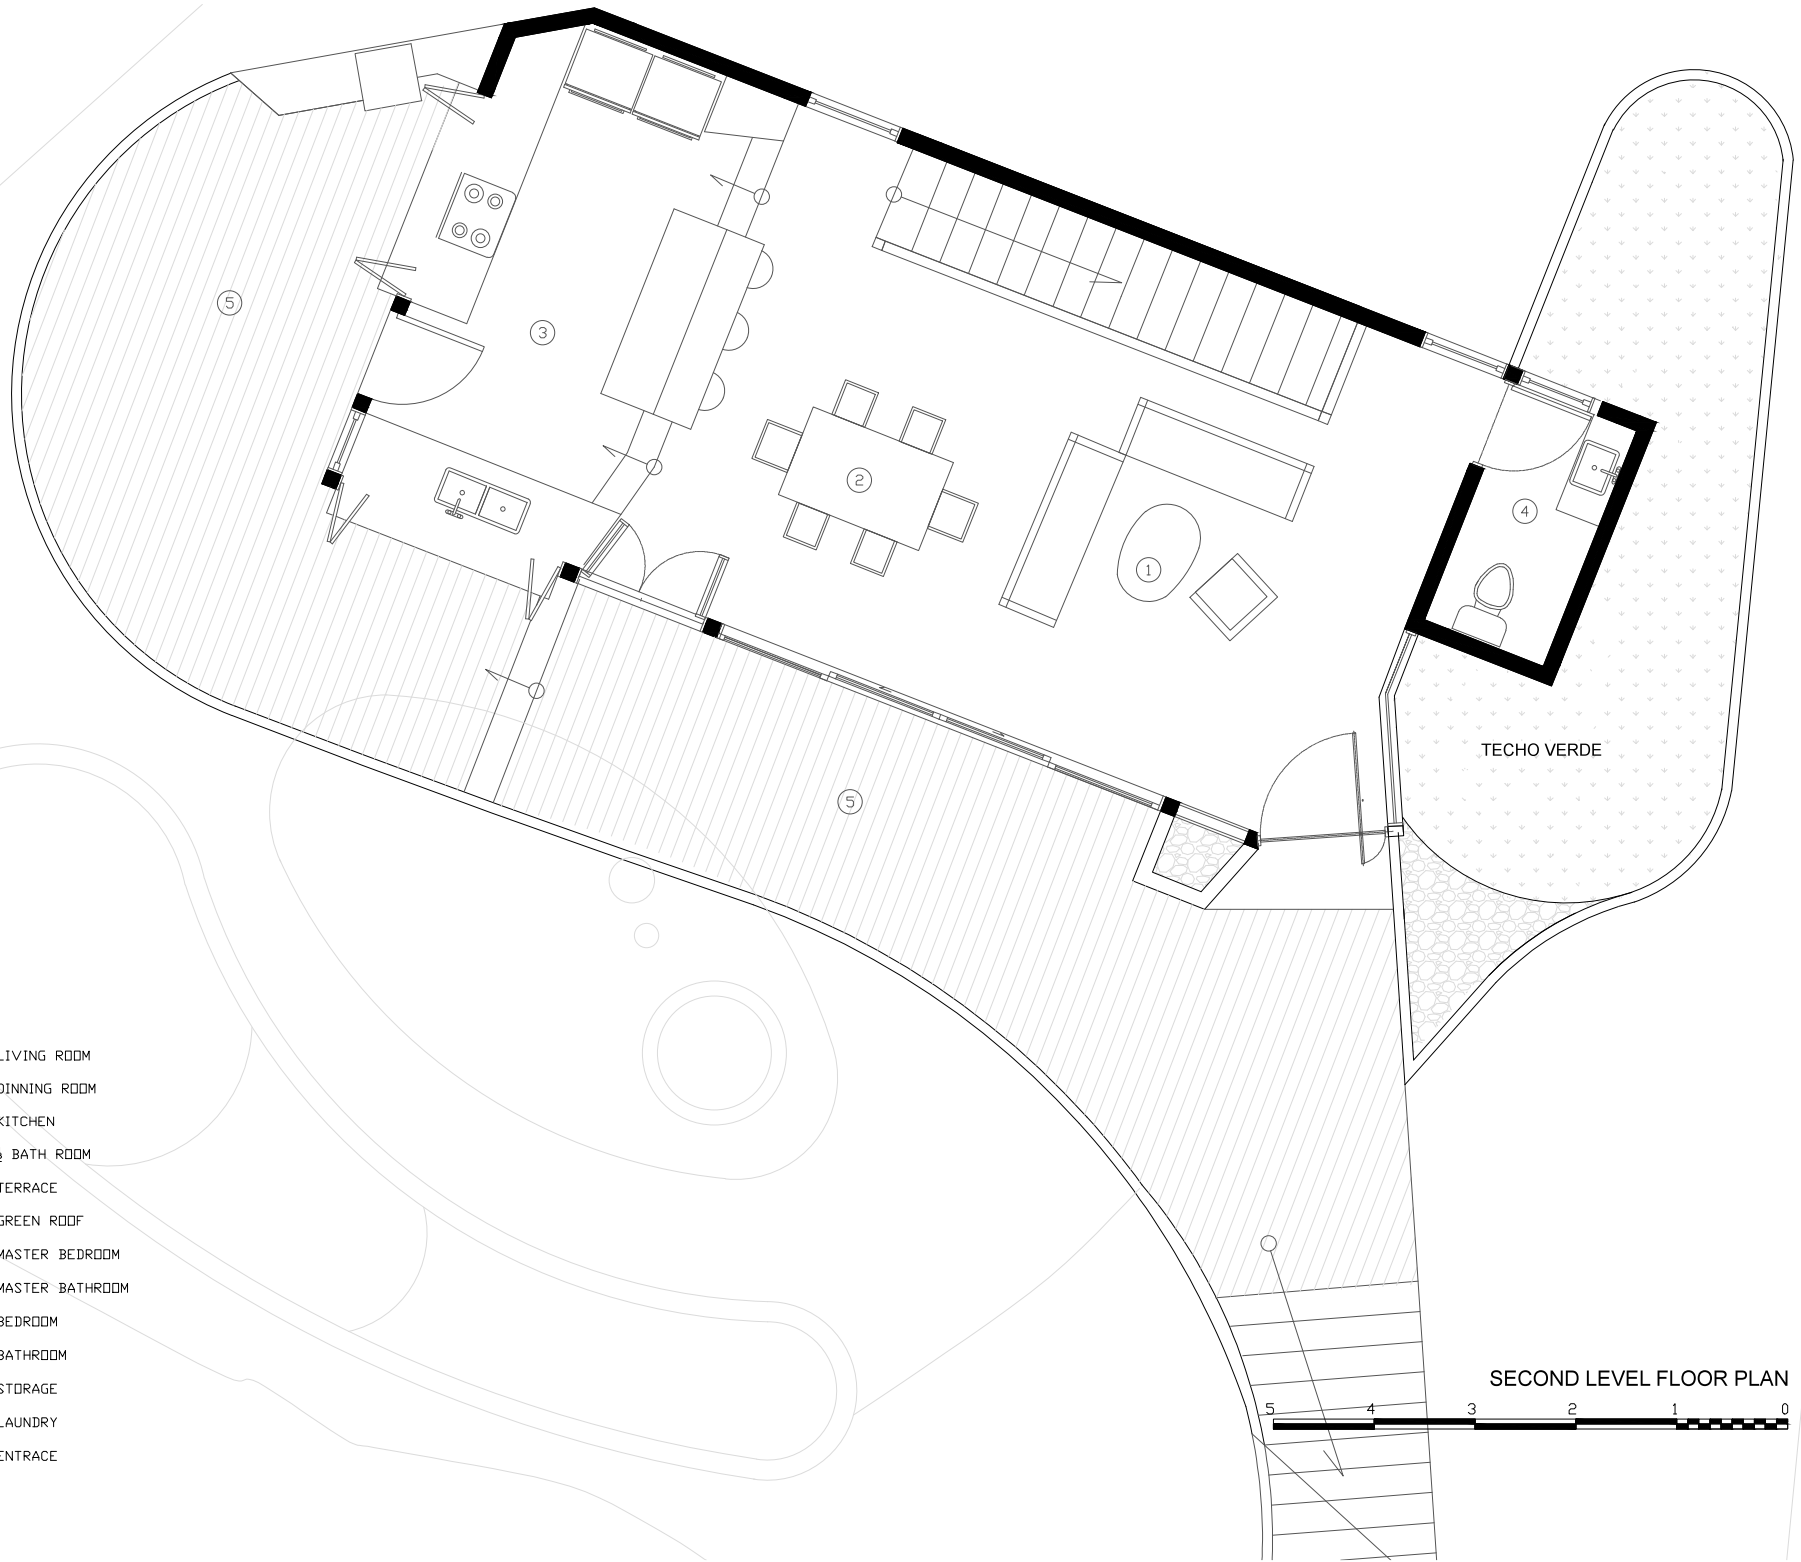 5
3
2
4
1
TECHO VERDE
5
LIVING ROOM
DINNING ROOM
KITCHEN
BATH ROOM
TERRACE
GREEN ROOF
MASTER BEDROOM
MASTER BATHROOM
BEDROOM
BATHROOM
STORAGE
LAUNDRY
ENTRACE
SECOND LEVEL FLOOR PLAN
5 4 3 2 1 0